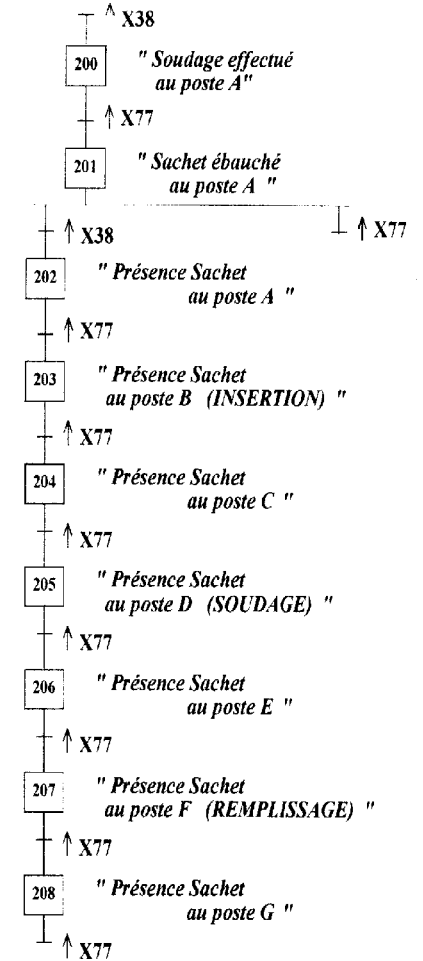 ↑ X38
200 " Soudage effectué
au poste A"
↑ X77
201 " Sachet ébauché
au poste A "
↑ X38 ↑ X77
202 " Présence Sachet
au poste A "
↑ X77
203 " Présence Sachet
au poste B (INSERTION) "
↑ X77
204 " Présence Sachet
au poste C "
↑ X77
205 " Présence Sachet
au poste D (SOUDAGE) "
↑ X77
206 " Présence Sachet
au poste E "
↑ X77
207 " Présence Sachet
au poste F (REMPLISSAGE) "
↑ X77
208 " Présence Sachet
au poste G "
↑ X77